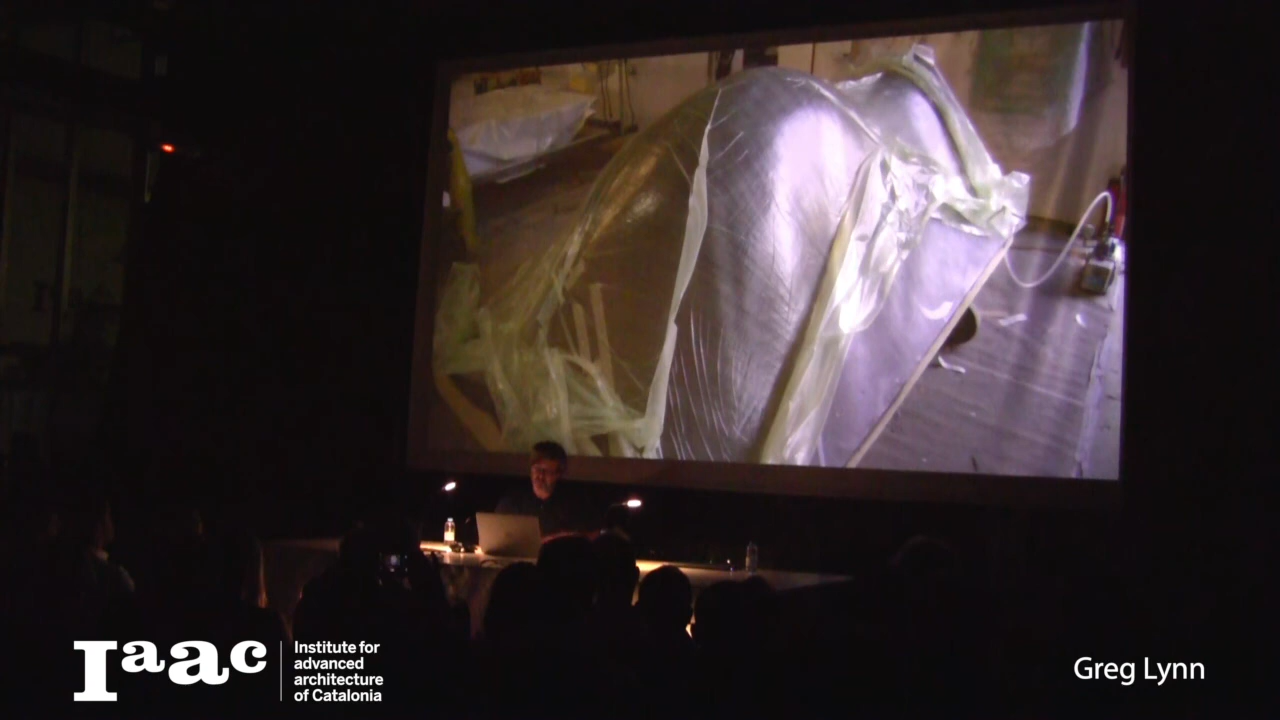 Iaac
Institute for
advanced
architecture
of Catalonia
Greg Lynn